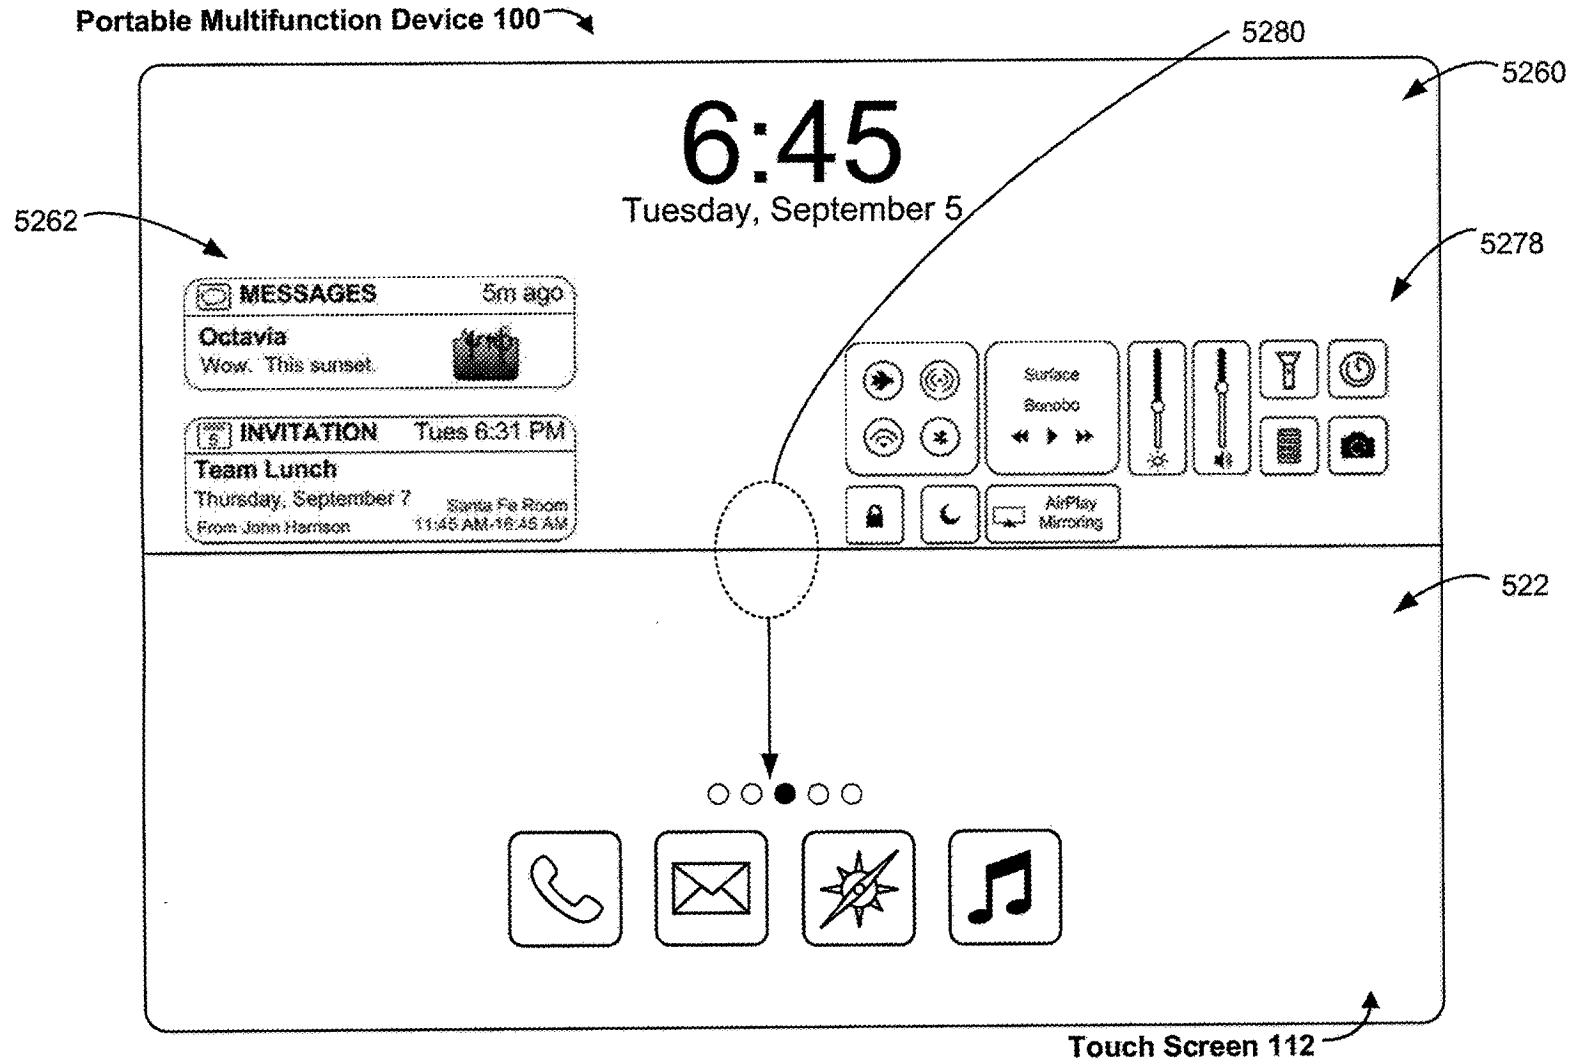 Portable Multifunction Device 100
5280
5260
6:45
Tuesday, September 5
5262
5278
MESSAGES 5m ago
Octavia
Wow. This sunset.
INVITATION Tues 6:31 PM
Team Lunch
Thursday, September 7
Santa Fe Room
From John Harrison
11:45 AM-16:45 AM
Surface
Bonobo
AirPlay
Mirroring
522
Touch Screen 112